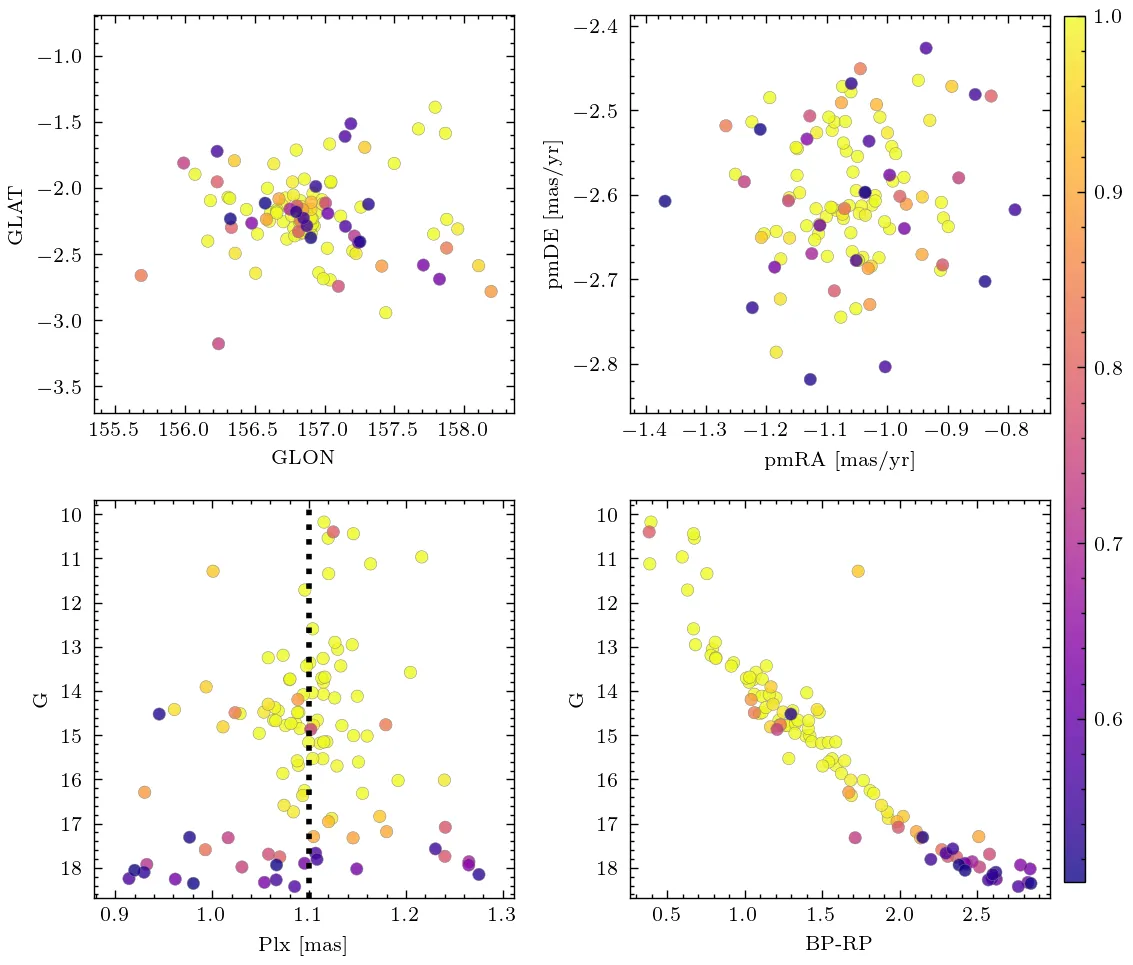 −1.0
−1.5
−2.0
−2.5
−3.0
−3.5
GLAT
155.5 156.0 156.5 157.0 157.5 158.0
GLON
−2.4
−2.5
−2.6
−2.7
−2.8
pmDE [mas/yr]
−1.4 −1.3 −1.2 −1.1 −1.0 −0.9 −0.8
pmRA [mas/yr]
10
11
12
13
14
15
16
17
18
G
0.9 1.0 1.1 1.2 1.3
Plx [mas]
10
11
12
13
14
15
16
17
18
G
0.5 1.0 1.5 2.0 2.5
BP-RP
1.0
0.9
0.8
0.7
0.6